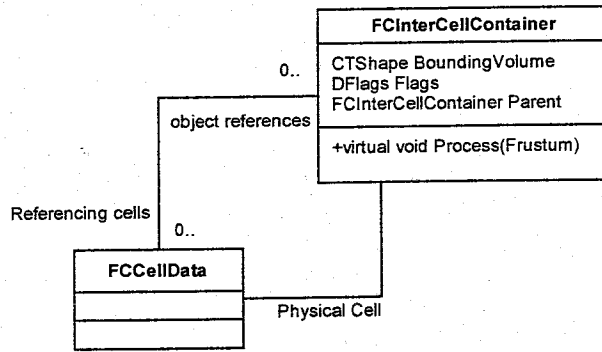 FCInterCellContainer
CTShape BoundingVolume
DFlags Flags
FCInterCellContainer Parent
+virtual void Process(Frustum)
0..
object references
Referencing cells
0..
FCCellData
Physical Cell